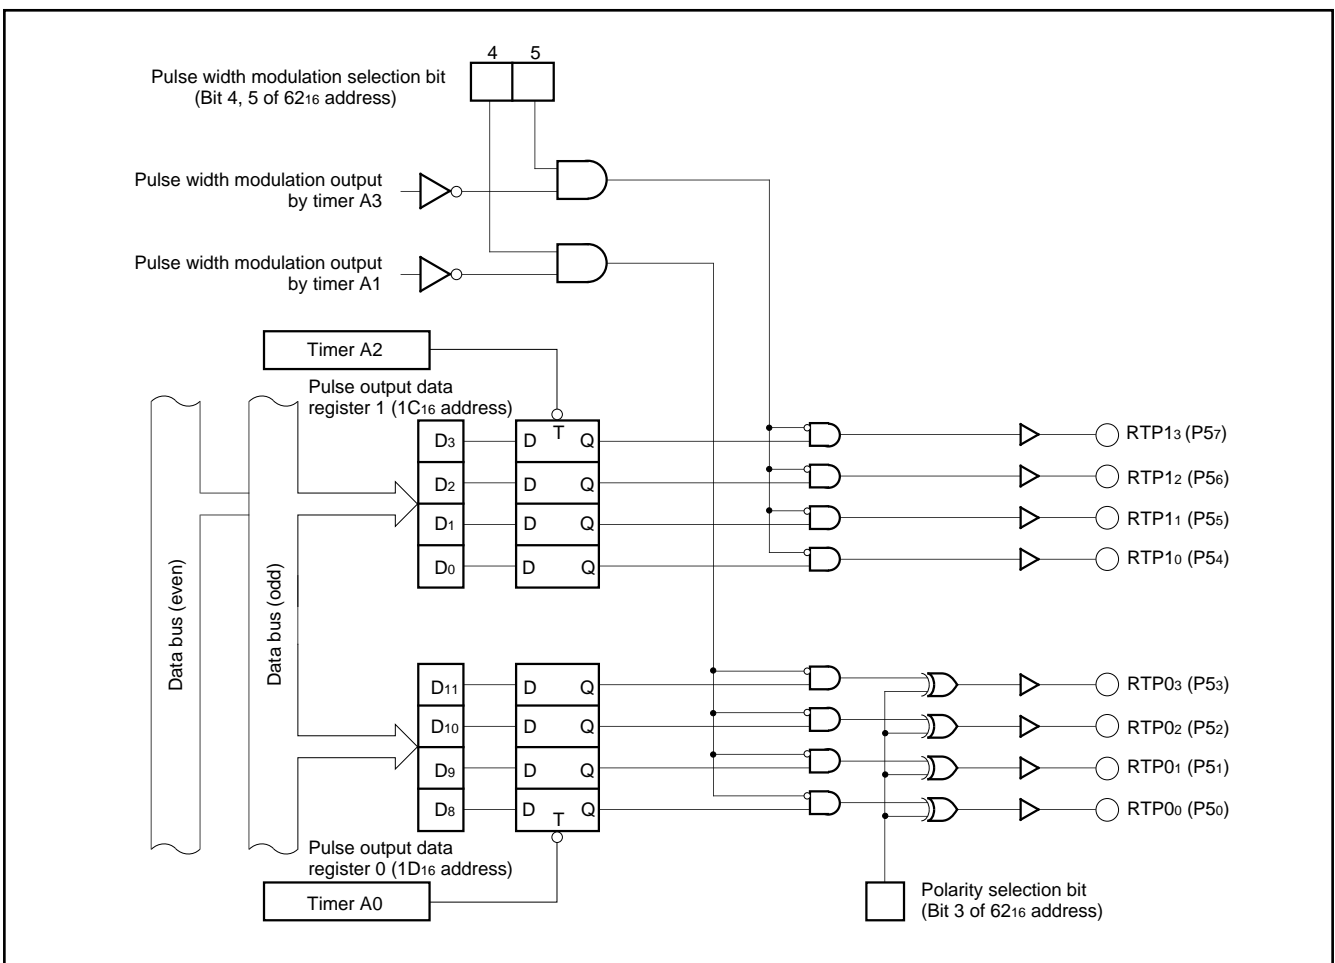 4 5
Pulse width modulation selection bit
(Bit 4, 5 of 6216 address)
Pulse width modulation output
by timer A3
Pulse width modulation output
by timer A1
Timer A2
Pulse output data
register 1 (1C16 address)
T
D3 D Q RTP13 (P57)
D2 D Q RTP12 (P56)
D1 D Q RTP11 (P55)
D0 D Q RTP10 (P54)
Data bus (even)
Data bus (odd)
D11 D Q RTP03 (P53)
D10 D Q RTP02 (P52)
D9 D Q RTP01 (P51)
D8 D Q RTP00 (P50)
T
Pulse output data
register 0 (1D16 address)
Timer A0
Polarity selection bit
(Bit 3 of 6216 address)